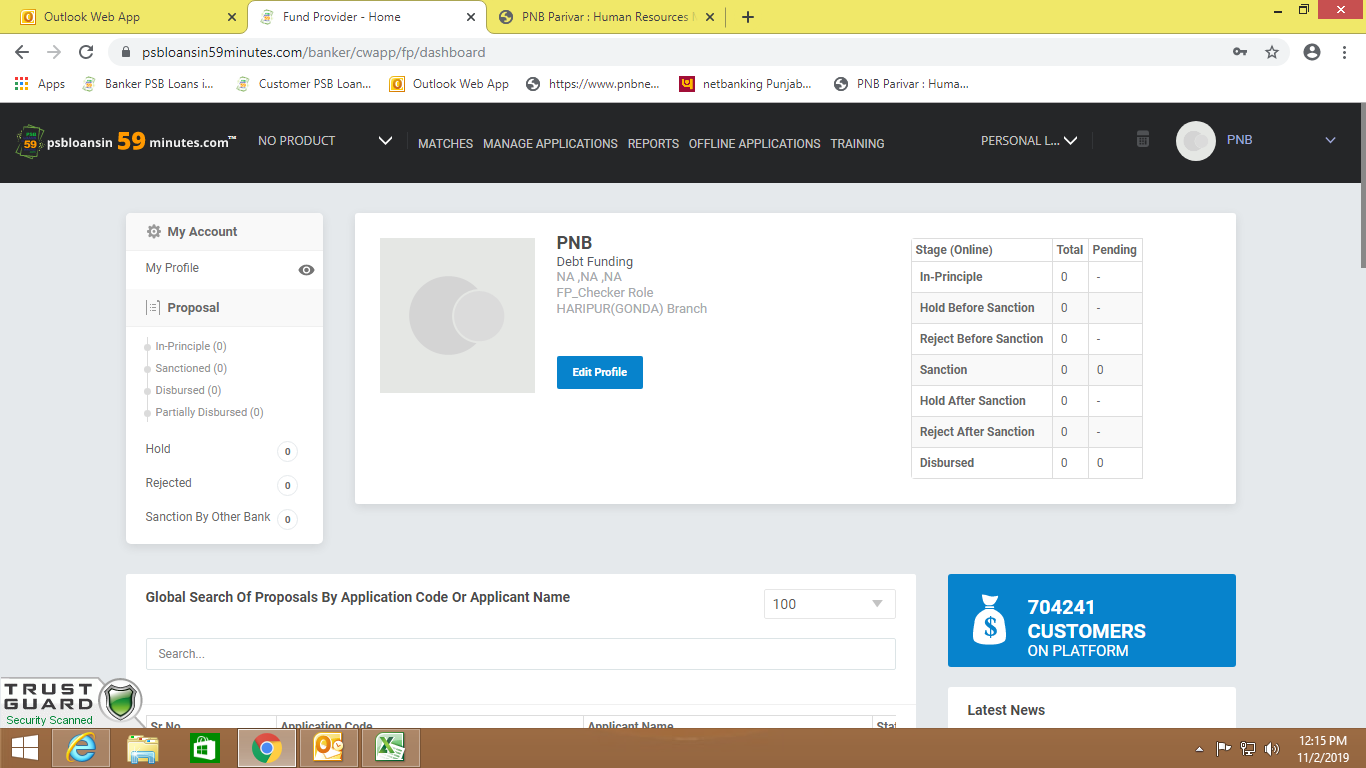 Outlook Web App
Fund Provider - Home
PNB Parivar : Human Resources M
psbloansin59minutes.com/banker/cwapp/fp/dashboard
Apps
Banker PSB Loans i...
Customer PSB Loan...
Outlook Web App
https://www.pnbne...
netbanking Punjab...
PNB Parivar : Huma...
59 psbloansin 59 minutes.com™
NO PRODUCT
MATCHES MANAGE APPLICATIONS REPORTS OFFLINE APPLICATIONS TRAINING
PERSONAL L...
PNB
My Account
My Profile
Proposal
In-Principle (0)
Sanctioned (0)
Disbursed (0)
Partially Disbursed (0)
Hold 0
Rejected 0
Sanction By Other Bank 0
PNB
Debt Funding
NA ,NA ,NA
FP_Checker Role
HARIPUR(GONDA) Branch
Edit Profile
Stage (Online) Total Pending
In-Principle 0 -
Hold Before Sanction 0 -
Reject Before Sanction 0 -
Sanction 0 0
Hold After Sanction 0 -
Reject After Sanction 0 -
Disbursed 0 0
Global Search Of Proposals By Application Code Or Applicant Name
100
Search...
Sr No Application Code Applicant Name Stat
704241
CUSTOMERS
ON PLATFORM
Latest News
TRUST
GUARD
Security Scanned
12:15 PM
11/2/2019